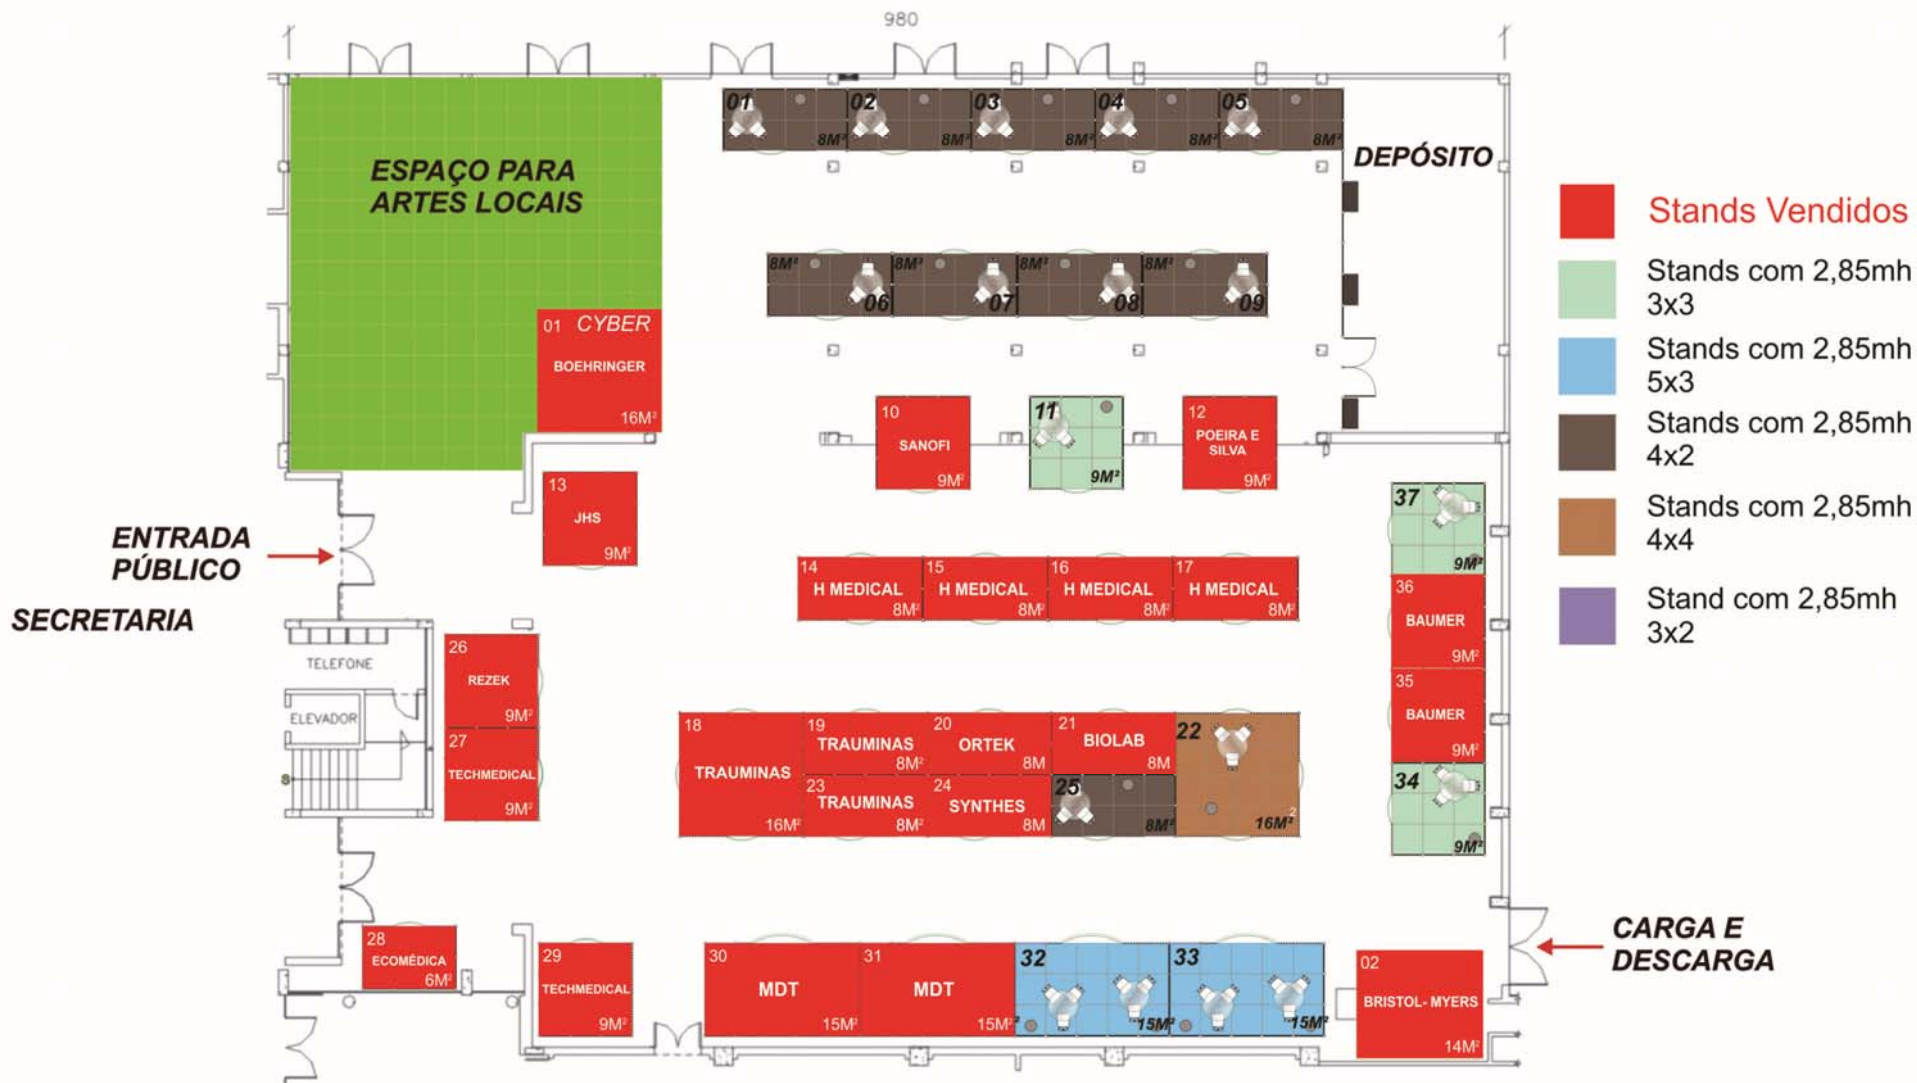 980
01
02
03
04
05
8M²
8M²
8M²
8M²
8M²
ESPAÇO PARA
ARTES LOCAIS
DEPÓSITO
8M²
8M²
8M²
8M²
06
07
08
09
01 CYBER
BOEHRINGER
16M²
10
SANOFI
9M²
11
9M²
12
POEIRA E
SILVA
9M²
13
JHS
9M²
ENTRADA
PÚBLICO
SECRETARIA
TELEFONE
ELEVADOR
S
14
H MEDICAL
8M²
15
H MEDICAL
8M²
16
H MEDICAL
8M²
17
H MEDICAL
8M²
37
9M²
36
BAUMER
9M²
35
BAUMER
9M²
34
9M²
26
REZEK
9M²
27
TECHMEDICAL
9M²
18
TRAUMINAS
16M²
19
TRAUMINAS
8M²
20
ORTEK
8M
21
BIOLAB
8M
22
16M²
2
23
TRAUMINAS
8M²
24
SYNTHES
8M
25
8M²
28
ECOMÉDICA
6M²
29
TECHMEDICAL
9M²
30
MDT
15M²
31
MDT
15M²
32
15M²
33
15M²
02
BRISTOL- MYERS
14M²
CARGA E
DESCARGA
Stands Vendidos
Stands com 2,85mh
3x3
Stands com 2,85mh
5x3
Stands com 2,85mh
4x2
Stands com 2,85mh
4x4
Stand com 2,85mh
3x2